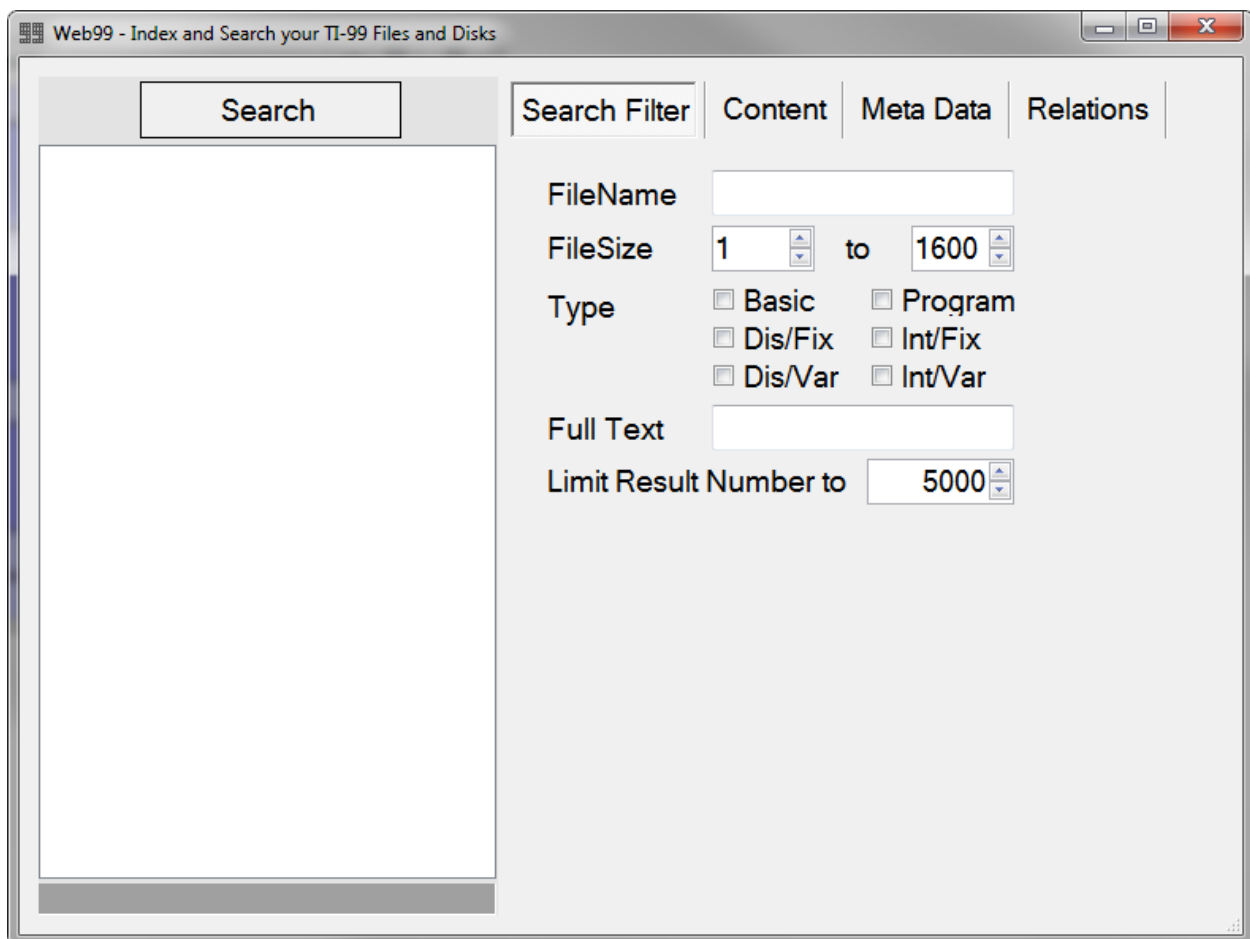 Web99 - Index and Search your TI-99 Files and Disks
Search
Search Filter Content Meta Data Relations
FileName
FileSize 1 to 1600
Type Basic Program
Dis/Fix Int/Fix
Dis/Var Int/Var
Full Text
Limit Result Number to 5000